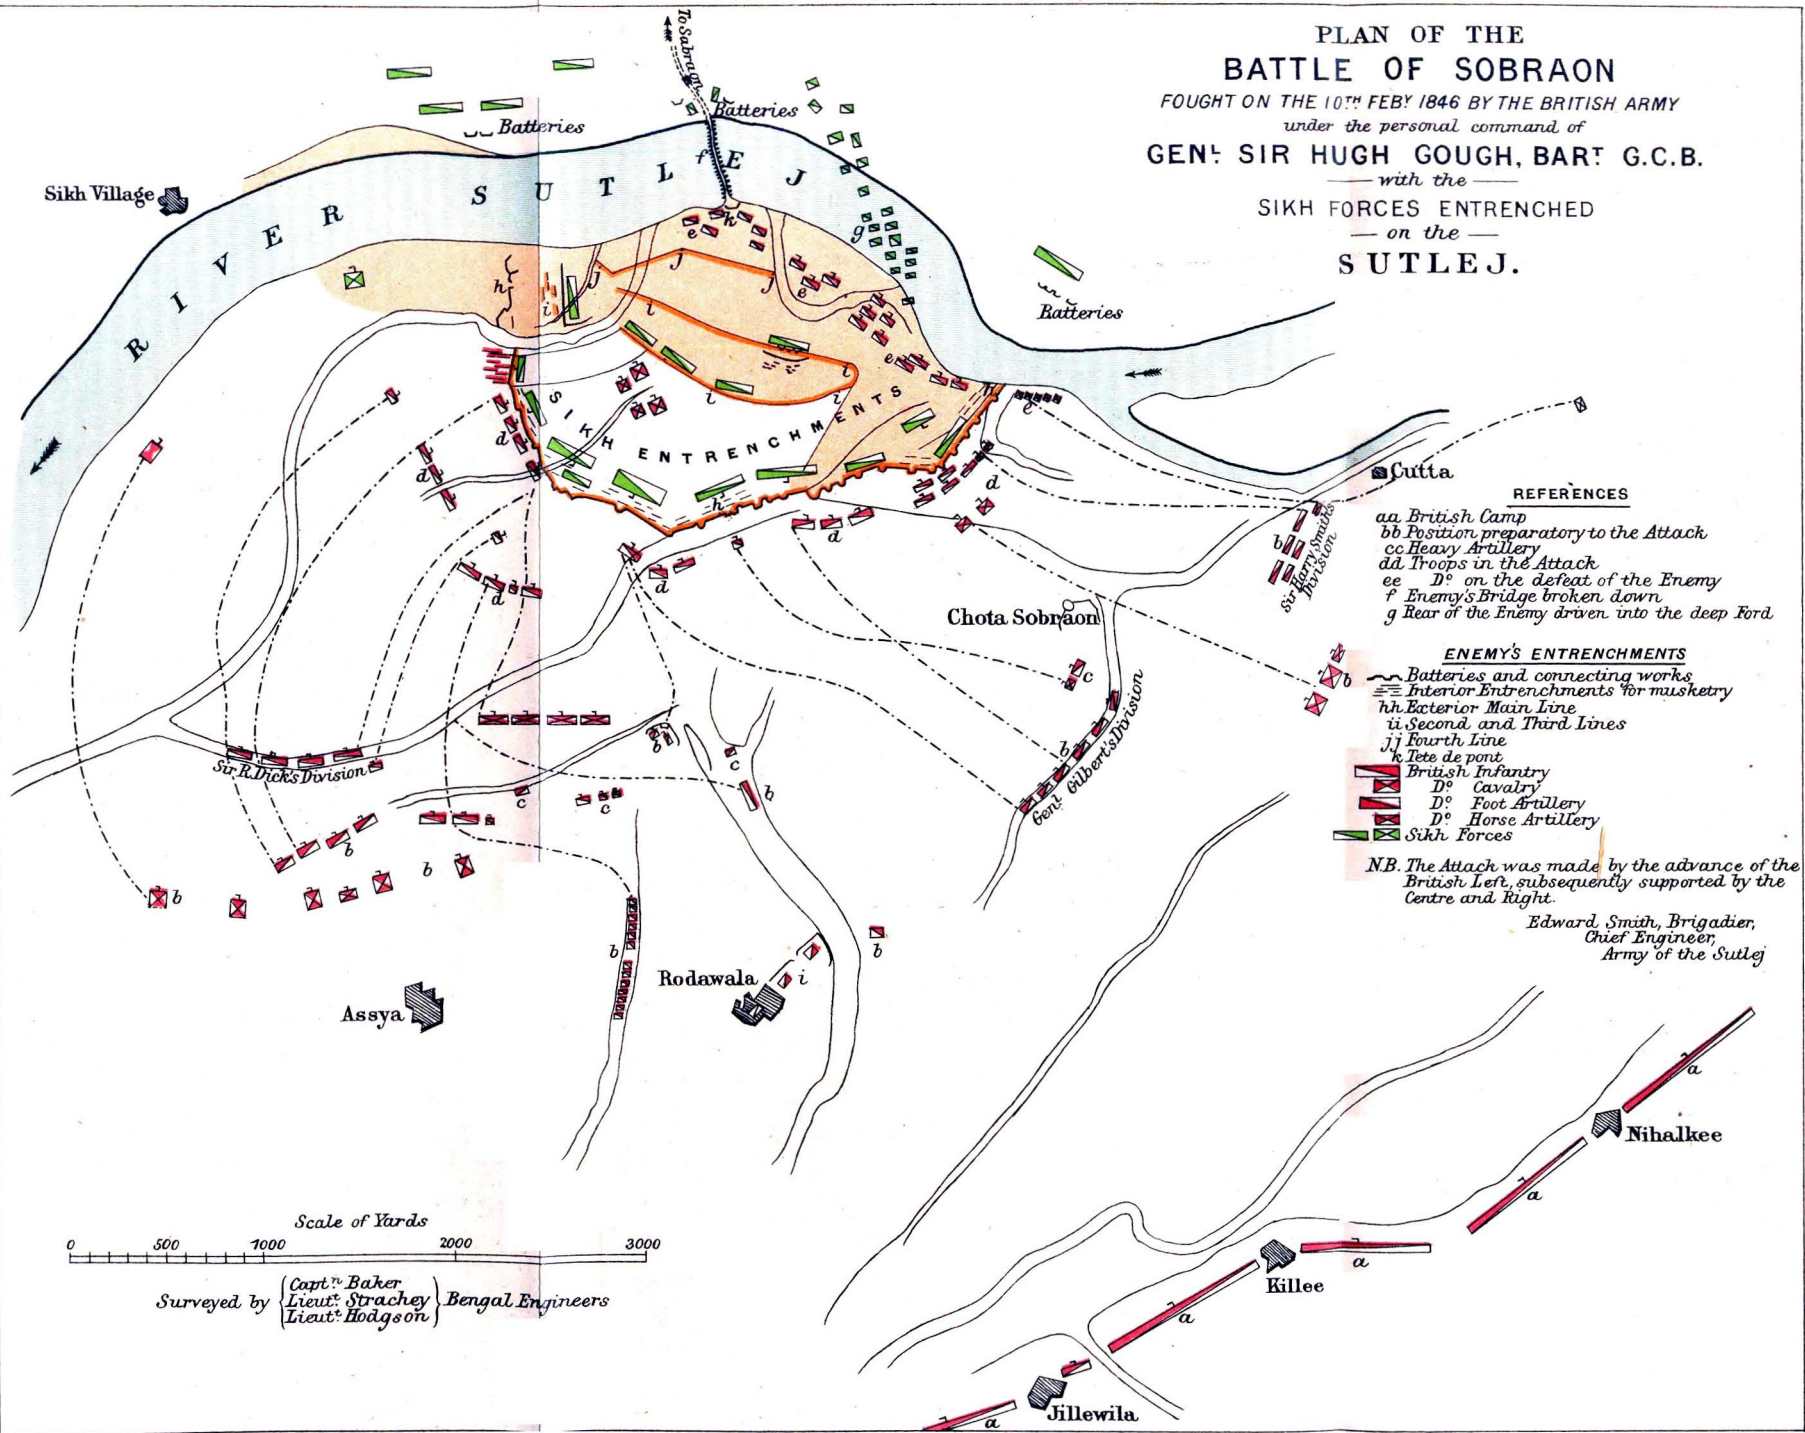 PLAN OF THE
BATTLE OF SOBRAON
FOUGHT ON THE 10TH FEBY 1846 BY THE BRITISH ARMY
under the personal command of
GENL SIR HUGH GOUGH, BART G.C.B.
with the
SIKH FORCES ENTRENCHED
on the
SUTLEJ.
To Sabraon
Batteries
Batteries
Batteries
Sikh Village
RIVER SUTLEJ
f
k
e
g
h
i
J
J
J
e
l
l
l
l
e
h
e
SIKH ENTRENCHMENTS
d
d
d
h
d
d
d
Cutta
b
Sir Harry Smith's
Division
Chota Sobraon
c
b
b
Genl Gilbert's Division
Sir R. Dick's Division
b
c
b
c
c
b
b
b
b
b
Rodawala
i
Assya
REFERENCES
aa British Camp
bb Position preparatory to the Attack
cc Heavy Artillery
dd Troops in the Attack
ee Do on the defeat of the Enemy
f Enemy's Bridge broken down
g Rear of the Enemy driven into the deep Ford
ENEMY'S ENTRENCHMENTS
Batteries and connecting works
Interior Entrenchments for musketry
hh Exterior Main Line
ii Second and Third Lines
jj Fourth Line
k Tete de pont
British Infantry
Do Cavalry
Do Foot Artillery
Do Horse Artillery
Sikh Forces
N.B. The Attack was made by the advance of the
British Left, subsequently supported by the
Centre and Right.
Edward Smith, Brigadier,
Chief Engineer,
Army of the Sutlej
a
Nihalkee
a
Killee
a
a
Jillewila
a
Scale of Yards
0 500 1000 2000 3000
Surveyed by { Captn Baker
Lieutt Strachey
Lieutt Hodgson } Bengal Engineers